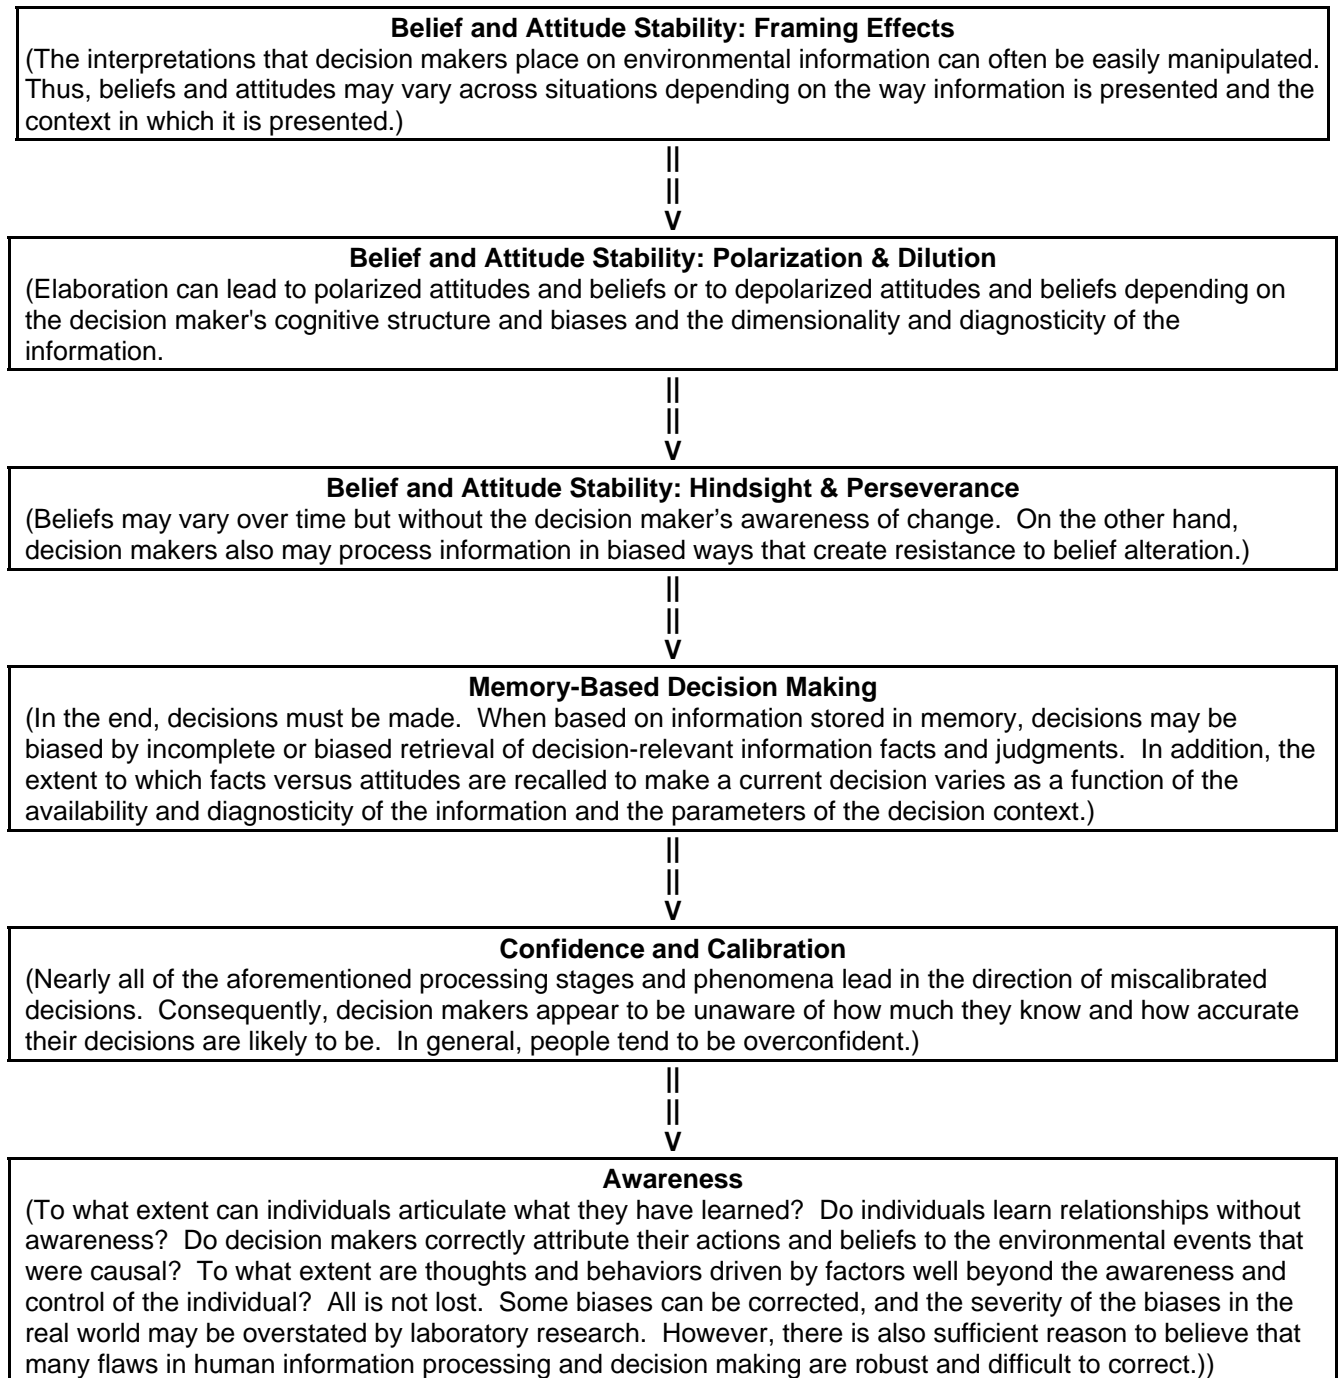 Belief and Attitude Stability: Framing Effects
(The interpretations that decision makers place on environmental information can often be easily manipulated.
Thus, beliefs and attitudes may vary across situations depending on the way information is presented and the
context in which it is presented.)
||
||
V
Belief and Attitude Stability: Polarization & Dilution
(Elaboration can lead to polarized attitudes and beliefs or to depolarized attitudes and beliefs depending on
the decision maker's cognitive structure and biases and the dimensionality and diagnosticity of the
information.
||
||
V
Belief and Attitude Stability: Hindsight & Perseverance
(Beliefs may vary over time but without the decision maker’s awareness of change.  On the other hand,
decision makers also may process information in biased ways that create resistance to belief alteration.)
||
||
V
Memory-Based Decision Making
(In the end, decisions must be made.  When based on information stored in memory, decisions may be
biased by incomplete or biased retrieval of decision-relevant information facts and judgments.  In addition, the
extent to which facts versus attitudes are recalled to make a current decision varies as a function of the
availability and diagnosticity of the information and the parameters of the decision context.)
||
||
V
Confidence and Calibration
(Nearly all of the aforementioned processing stages and phenomena lead in the direction of miscalibrated
decisions.  Consequently, decision makers appear to be unaware of how much they know and how accurate
their decisions are likely to be.  In general, people tend to be overconfident.)
||
||
V
Awareness
(To what extent can individuals articulate what they have learned?  Do individuals learn relationships without
awareness?  Do decision makers correctly attribute their actions and beliefs to the environmental events that
were causal?  To what extent are thoughts and behaviors driven by factors well beyond the awareness and
control of the individual?  All is not lost.  Some biases can be corrected, and the severity of the biases in the
real world may be overstated by laboratory research.  However, there is also sufficient reason to believe that
many flaws in human information processing and decision making are robust and difficult to correct.))